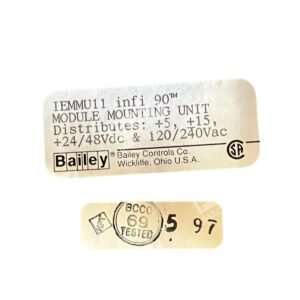 IEMMU11 infi 90™
MODULE MOUNTING UNIT
Distributes: +5, +15,
+24/48Vdc & 120/240Vac
Bailey® Bailey Controls Co.
Wickliffe, Ohio U.S.A.
SA
BCCO
69
TESTED
5 97